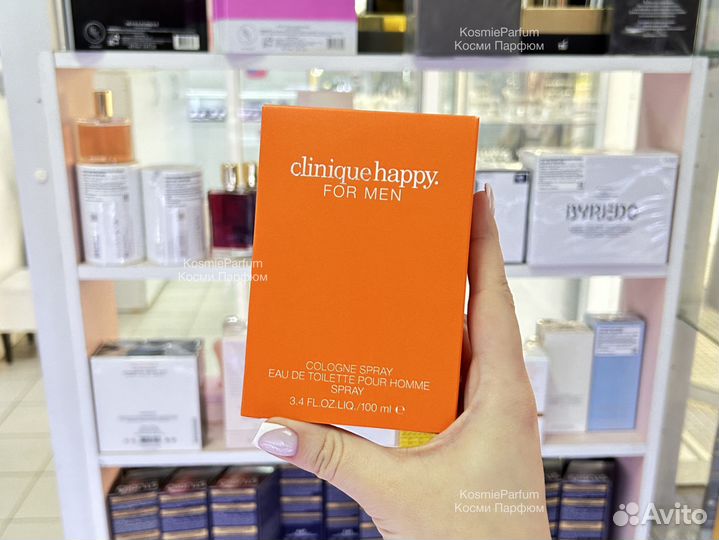 KosmieParfum
Косми Парфюм
clinique happy.
FOR MEN
BYREDO
KosmieParfum
Косми Парфюм
COLOGNE SPRAY
EAU DE TOILETTE POUR HOMME
SPRAY
3.4 FL.OZ.LIQ./100 ml e
KosmieParfum
Косми Парфюм
Avito